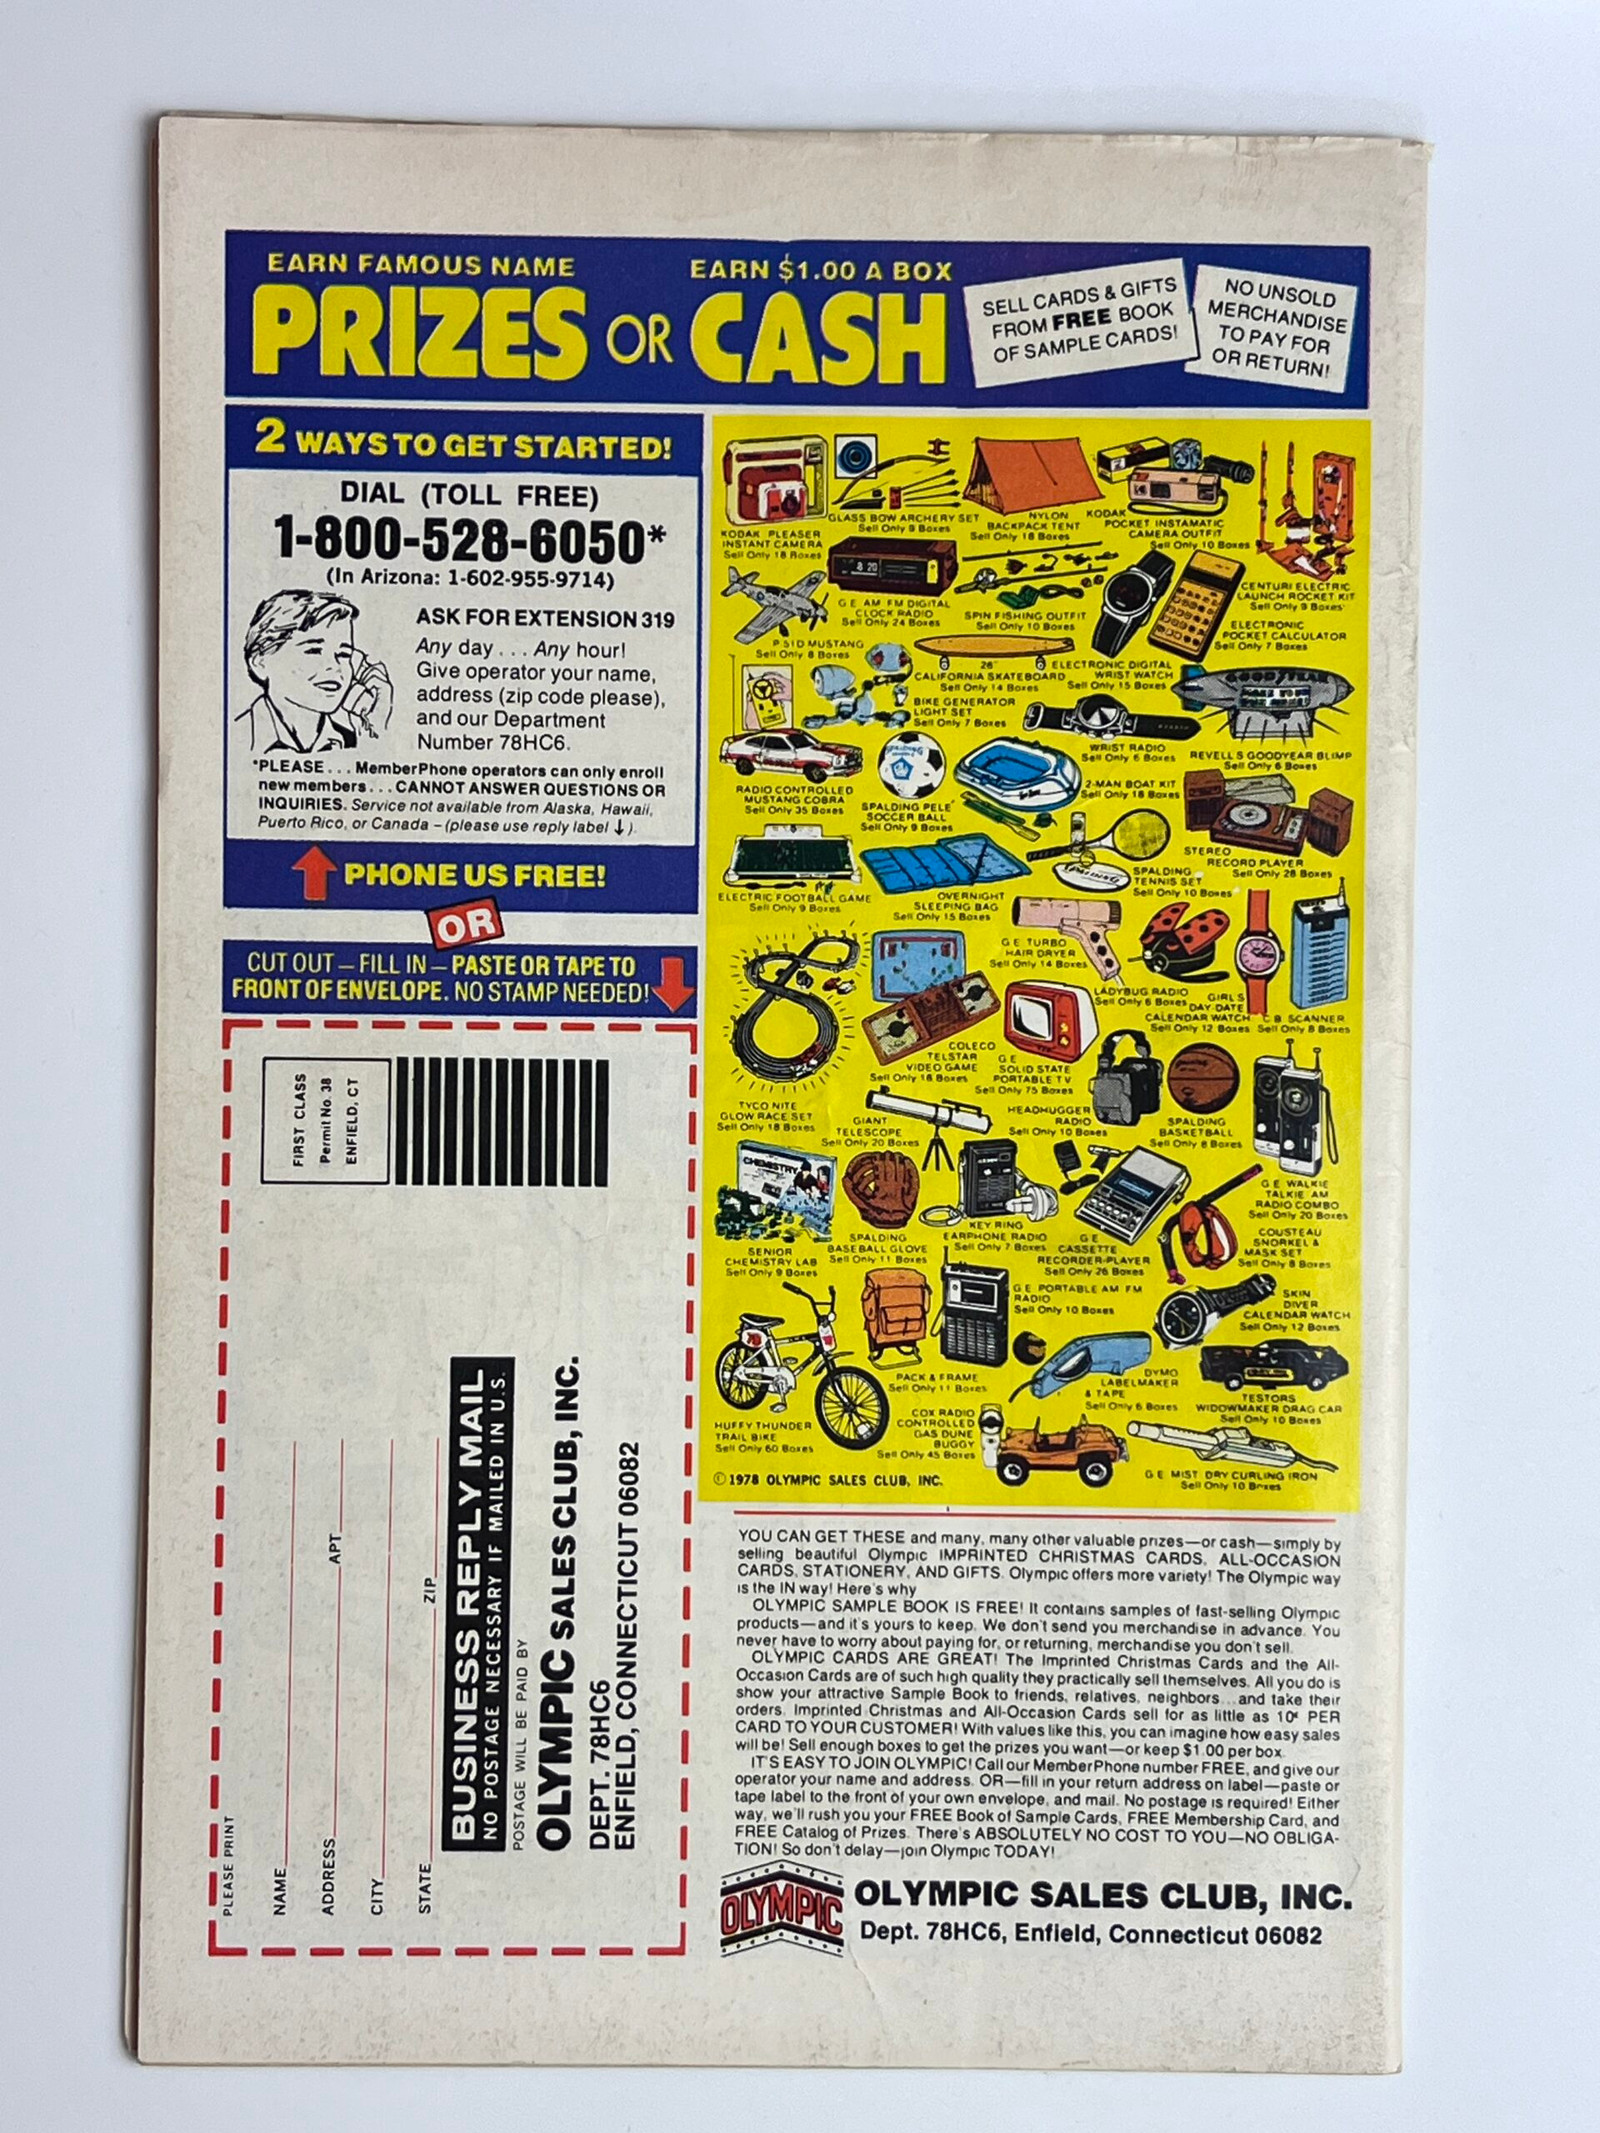 EARN FAMOUS NAME
PRIZES OR
EARN $1.00 A BOX
CASH
SELL CARDS & GIFTS
FROM FREE BOOK
OF SAMPLE CARDS!
NO UNSOLD
MERCHANDISE
TO PAY FOR
OR RETURN!
2 WAYS TO GET STARTED!
DIAL (TOLL FREE)
1-800-528-6050*
(In Arizona: 1-602-955-9714)
ASK FOR EXTENSION 319
Any day . . . Any hour!
Give operator your name,
address (zip code please),
and our Department
Number 78HC6.
*PLEASE . . . MemberPhone operators can only enroll
new members . . . CANNOT ANSWER QUESTIONS OR
INQUIRIES. Service not available from Alaska, Hawaii,
Puerto Rico, or Canada – (please use reply label ↓).
PHONE US FREE!
OR
CUT OUT – FILL IN – PASTE OR TAPE TO
FRONT OF ENVELOPE. NO STAMP NEEDED!
FIRST CLASS
Permit No. 38
ENFIELD, CT
PLEASE PRINT
NAME
ADDRESS
APT
CITY
STATE
ZIP
BUSINESS REPLY MAIL
NO POSTAGE NECESSARY IF MAILED IN U.S.
POSTAGE WILL BE PAID BY
OLYMPIC SALES CLUB, INC.
DEPT. 78HC6
ENFIELD, CONNECTICUT 06082
KODAK PLEASER
INSTANT CAMERA
Sell Only 18 Boxes
GLASS BOW ARCHERY SET
Sell Only 9 Boxes
NYLON
BACKPACK TENT
Sell Only 18 Boxes
KODAK
POCKET INSTAMATIC
CAMERA OUTFIT
Sell Only 10 Boxes
CENTURI ELECTRIC
LAUNCH ROCKET KIT
Sell Only 9 Boxes
P 51D MUSTANG
Sell Only 8 Boxes
8 20
G E AM FM DIGITAL
CLOCK RADIO
Sell Only 24 Boxes
SPIN FISHING OUTFIT
Sell Only 10 Boxes
ELECTRONIC
POCKET CALCULATOR
Sell Only 7 Boxes
26"
CALIFORNIA SKATEBOARD
Sell Only 14 Boxes
ELECTRONIC DIGITAL
WRIST WATCH
Sell Only 15 Boxes
BIKE GENERATOR
LIGHT SET
Sell Only 7 Boxes
WRIST RADIO
Sell Only 6 Boxes
GOODYEAR
REVELL S GOODYEAR BLIMP
Sell Only 6 Boxes
RADIO CONTROLLED
MUSTANG COBRA
Sell Only 35 Boxes
SPALDING
SPALDING PELE'
SOCCER BALL
Sell Only 9 Boxes
2-MAN BOAT KIT
Sell Only 18 Boxes
STEREO
RECORD PLAYER
Sell Only 28 Boxes
ELECTRIC FOOTBALL GAME
Sell Only 9 Boxes
OVERNIGHT
SLEEPING BAG
Sell Only 15 Boxes
SPALDING
SPALDING
TENNIS SET
Sell Only 10 Boxes
G E TURBO
HAIR DRYER
Sell Only 14 Boxes
LADYBUG RADIO
Sell Only 6 Boxes
GIRL S
DAY-DATE
CALENDAR WATCH
Sell Only 12 Boxes
C B SCANNER
Sell Only 8 Boxes
TYCO NITE
GLOW RACE SET
Sell Only 18 Boxes
COLECO
TELSTAR
VIDEO GAME
Sell Only 16 Boxes
G E
SOLID STATE
PORTABLE T V
Sell Only 75 Boxes
GIANT
TELESCOPE
Sell Only 20 Boxes
HEADHUGGER
RADIO
Sell Only 10 Boxes
SPALDING
BASKETBALL
Sell Only 8 Boxes
G E WALKIE
TALKIE AM
RADIO COMBO
Sell Only 20 Boxes
CHEMISTRY
SENIOR
CHEMISTRY LAB
Sell Only 9 Boxes
SPALDING
BASEBALL GLOVE
Sell Only 11 Boxes
KEY RING
EARPHONE RADIO
Sell Only 7 Boxes
G E
CASSETTE
RECORDER-PLAYER
Sell Only 26 Boxes
COUSTEAU
SNORKEL &
MASK SET
Sell Only 8 Boxes
HUFFY THUNDER
TRAIL BIKE
Sell Only 60 Boxes
PACK & FRAME
Sell Only 11 Boxes
G E PORTABLE AM FM
RADIO
Sell Only 10 Boxes
SKIN
DIVER
CALENDAR WATCH
Sell Only 12 Boxes
DYMO
LABELMAKER
& TAPE
Sell Only 6 Boxes
TESTORS
WIDOWMAKER DRAG CAR
Sell Only 10 Boxes
COX RADIO
CONTROLLED
GAS DUNE
BUGGY
Sell Only 45 Boxes
G E MIST DRY CURLING IRON
Sell Only 10 Boxes
© 1978 OLYMPIC SALES CLUB, INC.
YOU CAN GET THESE and many, many other valuable prizes—or cash—simply by
selling beautiful Olympic IMPRINTED CHRISTMAS CARDS, ALL-OCCASION
CARDS, STATIONERY, AND GIFTS. Olympic offers more variety! The Olympic way
is the IN way! Here's why
OLYMPIC SAMPLE BOOK IS FREE! It contains samples of fast-selling Olympic
products—and it's yours to keep. We don't send you merchandise in advance. You
never have to worry about paying for, or returning, merchandise you don't sell.
OLYMPIC CARDS ARE GREAT! The Imprinted Christmas Cards and the All-
Occasion Cards are of such high quality they practically sell themselves. All you do is
show your attractive Sample Book to friends, relatives, neighbors...and take their
orders. Imprinted Christmas and All-Occasion Cards sell for as little as 10¢ PER
CARD TO YOUR CUSTOMER! With values like this, you can imagine how easy sales
will be! Sell enough boxes to get the prizes you want—or keep $1.00 per box.
IT'S EASY TO JOIN OLYMPIC! Call our MemberPhone number FREE, and give our
operator your name and address. OR—fill in your return address on label—paste or
tape label to the front of your own envelope, and mail. No postage is required! Either
way, we'll rush you your FREE Book of Sample Cards, FREE Membership Card, and
FREE Catalog of Prizes. There's ABSOLUTELY NO COST TO YOU—NO OBLIGA-
TION! So don't delay—join Olympic TODAY!
OLYMPIC
OLYMPIC SALES CLUB, INC.
Dept. 78HC6, Enfield, Connecticut 06082